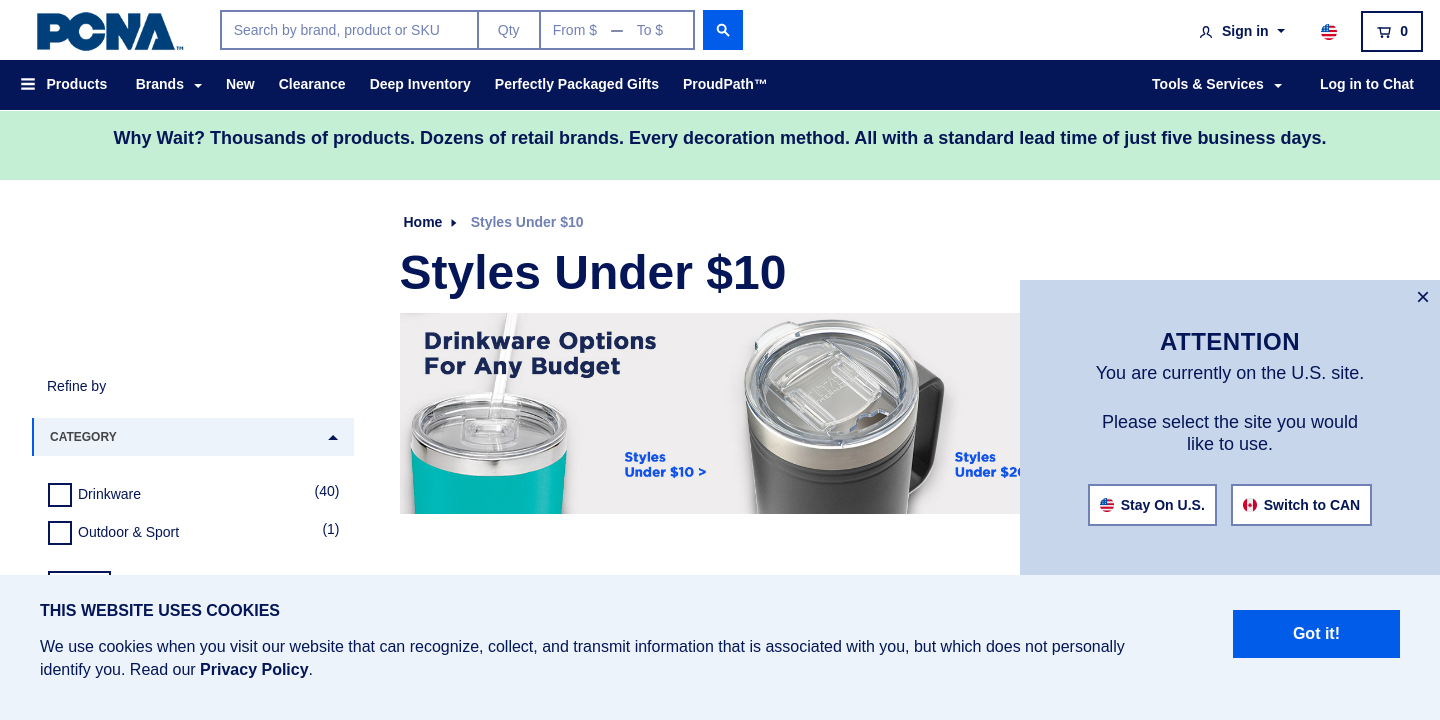 PCNA™
Search by brand, product or SKU
Qty
From $ — To $
Sign in
0
Products
Brands
New
Clearance
Deep Inventory
Perfectly Packaged Gifts
ProudPath™
Tools & Services
Log in to Chat
Why Wait? Thousands of products. Dozens of retail brands. Every decoration method. All with a standard lead time of just five business days.
Home
Styles Under $10
Styles Under $10
Drinkware Options
For Any Budget
Styles
Under $10 >
Styles
ATTENTION
You are currently on the U.S. site.
Please select the site you would
like to use.
Stay On U.S.
Switch to CAN
Refine by
CATEGORY
Drinkware
(40)
Outdoor & Sport
(1)
THIS WEBSITE USES COOKIES
We use cookies when you visit our website that can recognize, collect, and transmit information that is associated with you, but which does not personally
identify you. Read our Privacy Policy.
Got it!